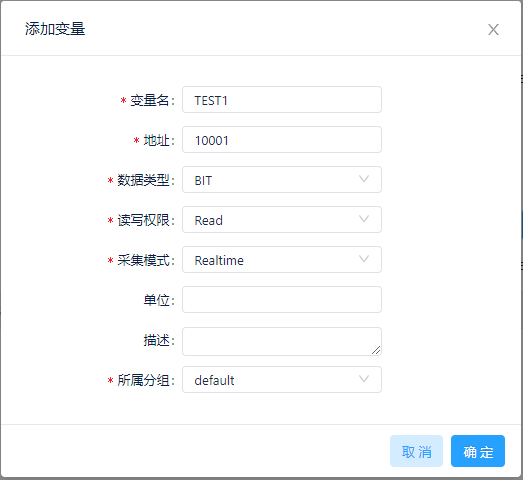 添加变量
* 变量名: TEST1
* 地址: 10001
* 数据类型: BIT
* 读写权限: Read
* 采集模式: Realtime
单位:
描述:
* 所属分组: default
取消 确定